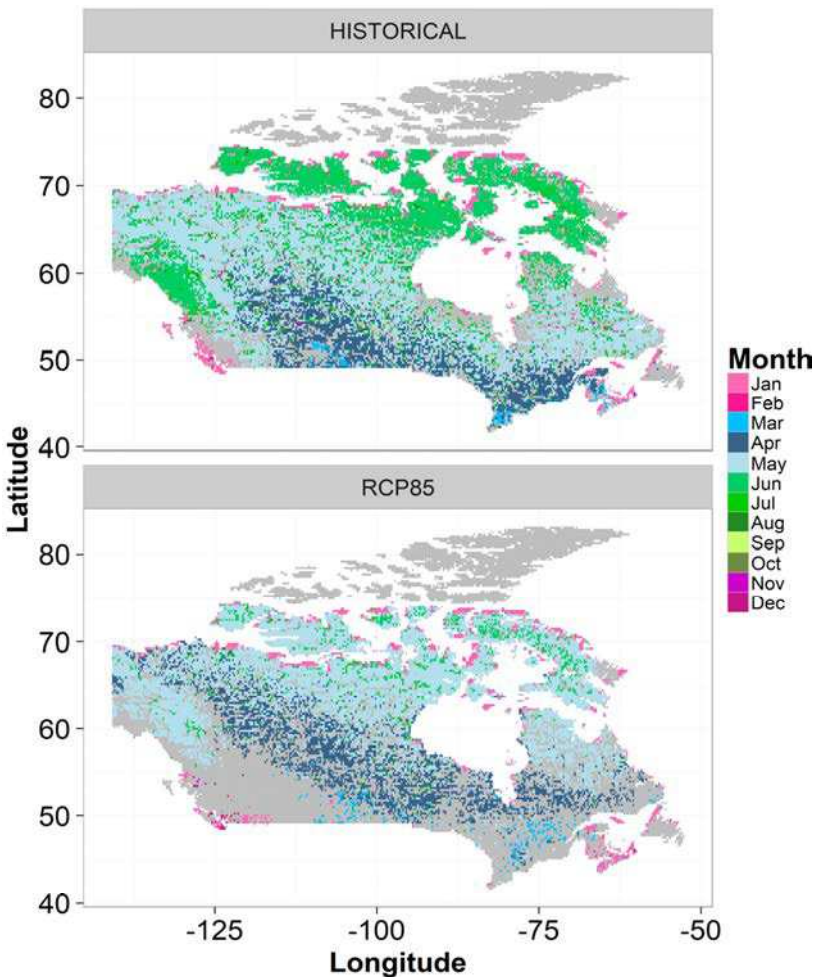 HISTORICAL
80
70
60
50
40
RCP85
80
70
60
50
40
Latitude
-125
-100
-75
-50
Longitude
Month
Jan
Feb
Mar
Apr
May
Jun
Jul
Aug
Sep
Oct
Nov
Dec